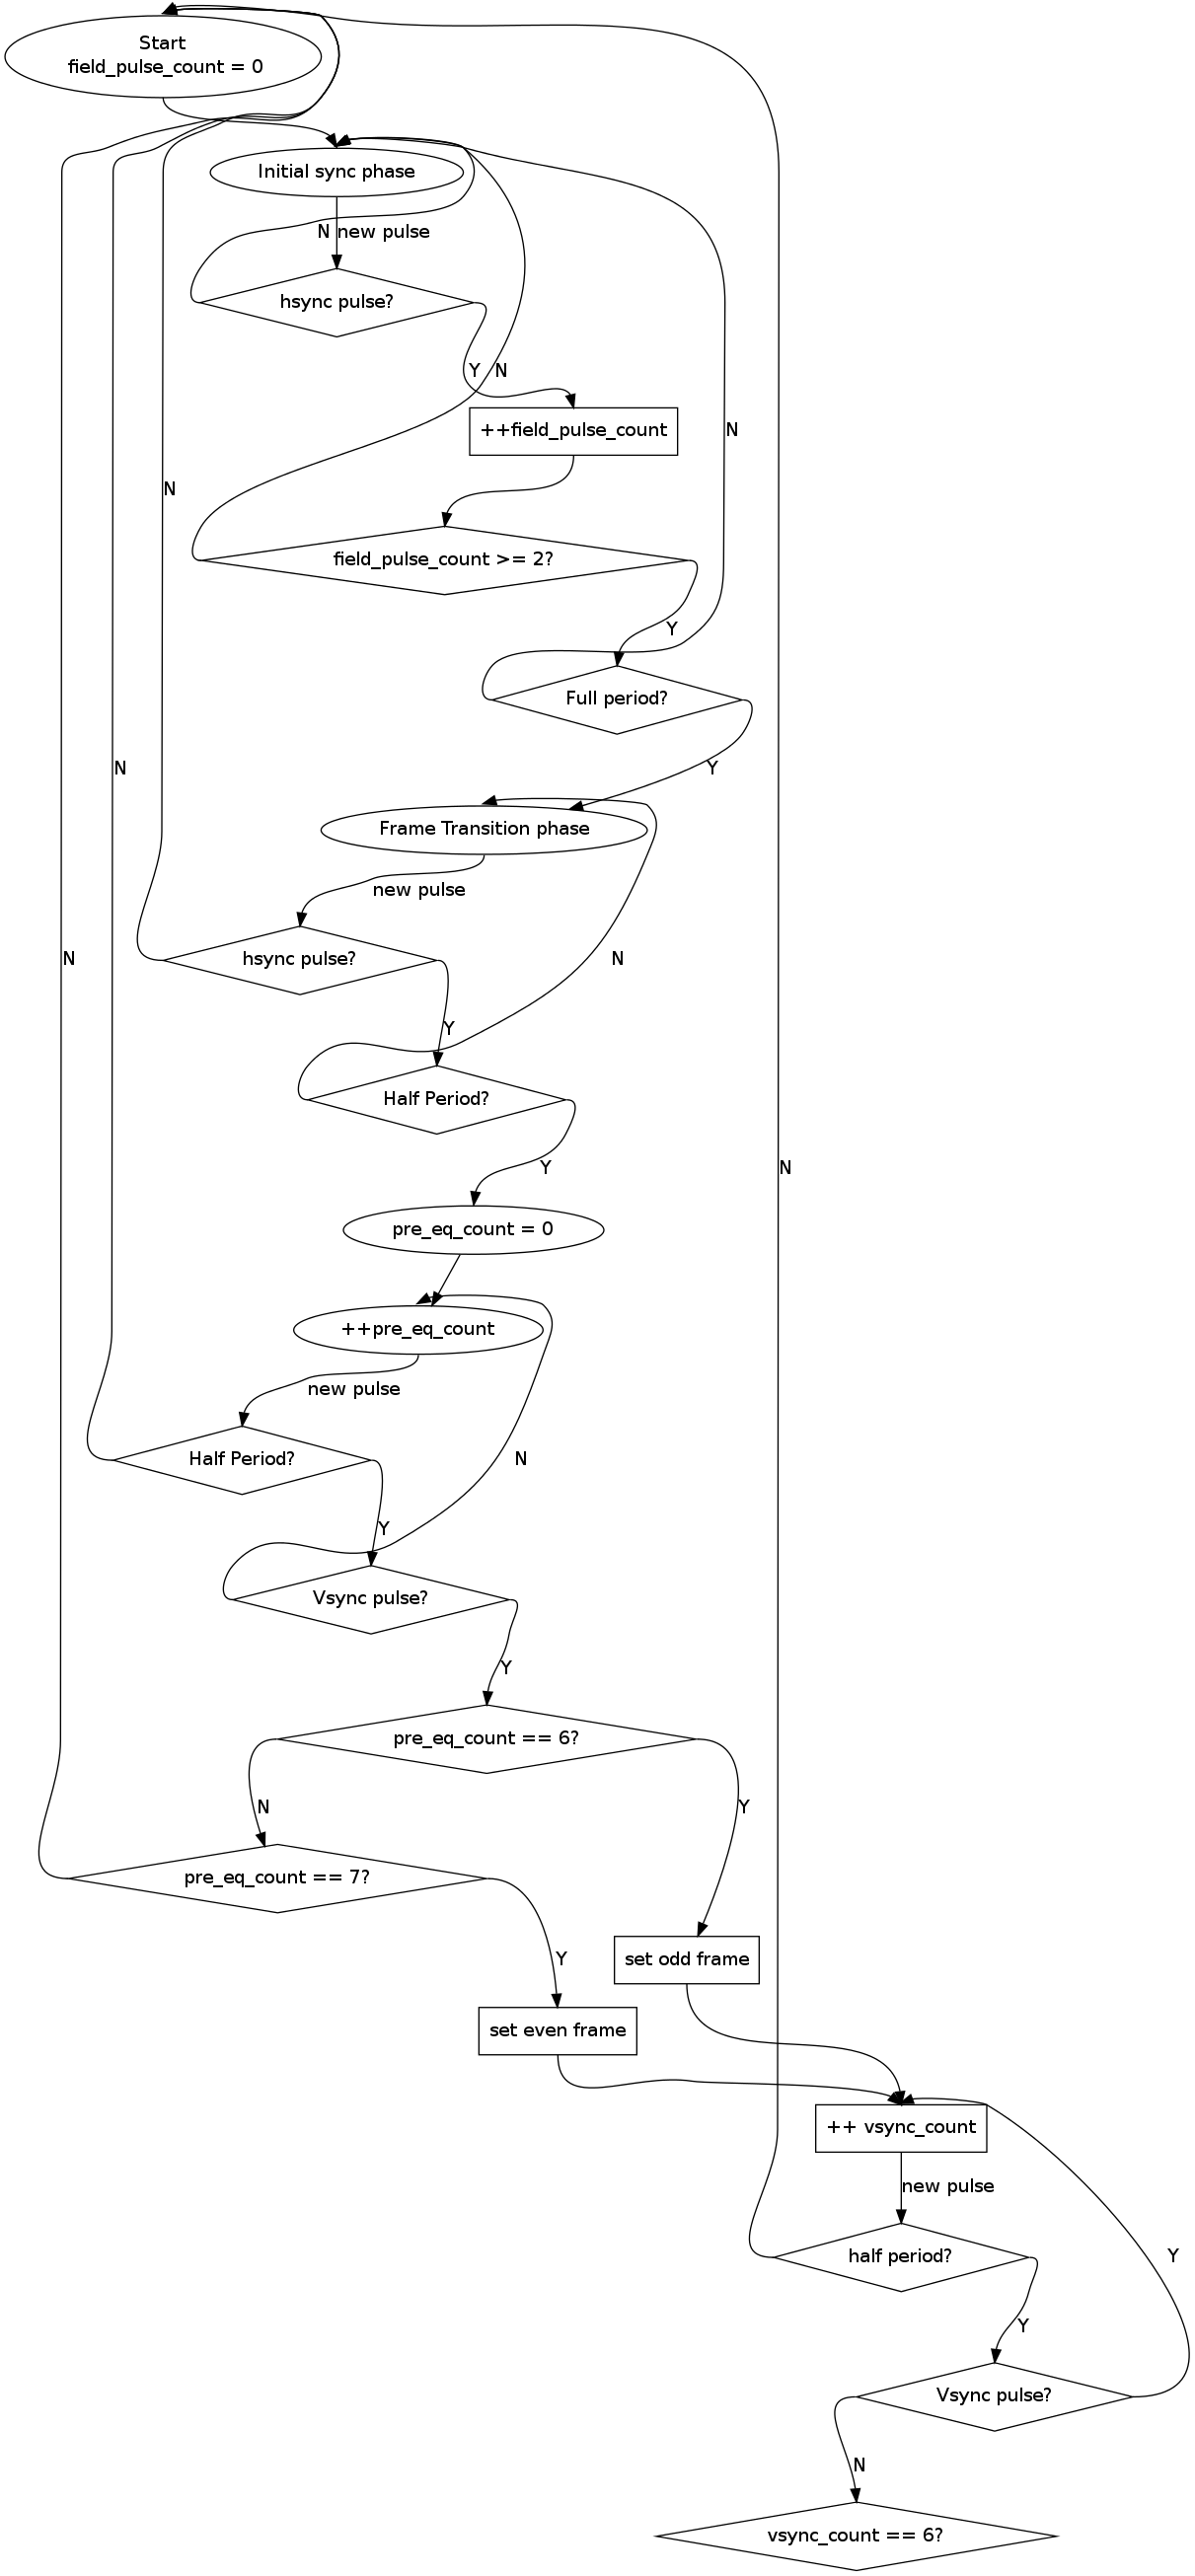 Start
field_pulse_count = 0
Initial sync phase
N
new pulse
hsync pulse?
Y
N
++field_pulse_count
N
N
field_pulse_count >= 2?
Y
Full period?
N
Y
Frame Transition phase
new pulse
N
hsync pulse?
N
Y
Half Period?
Y
N
pre_eq_count = 0
++pre_eq_count
new pulse
Half Period?
N
Y
Vsync pulse?
Y
pre_eq_count == 6?
N
Y
pre_eq_count == 7?
Y
set odd frame
set even frame
++ vsync_count
new pulse
half period?
Y
Y
Vsync pulse?
N
vsync_count == 6?